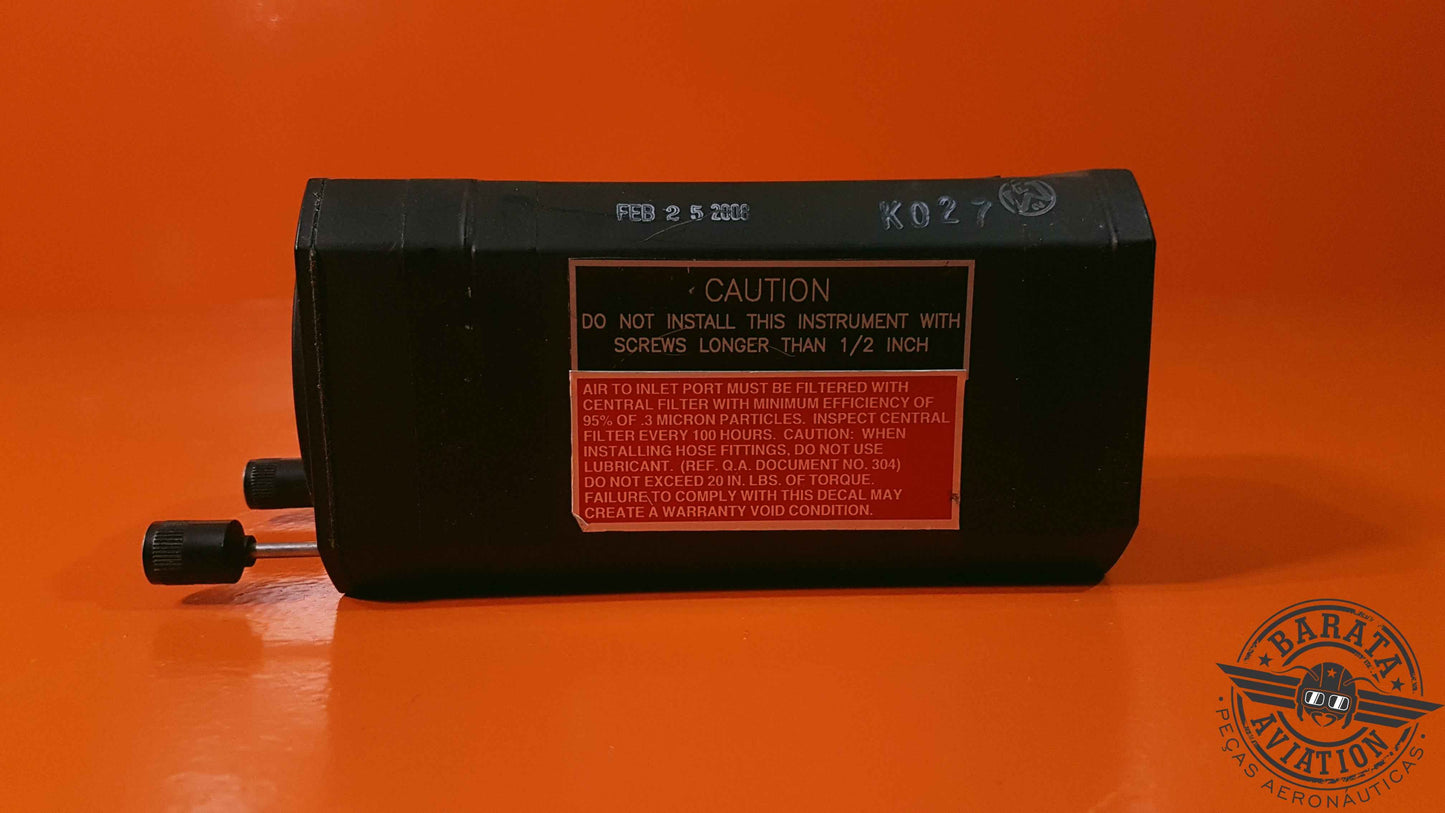 FEB 25 2008
K027
CAUTION
DO NOT INSTALL THIS INSTRUMENT WITH
SCREWS LONGER THAN 1/2 INCH
AIR TO INLET PORT MUST BE FILTERED WITH
CENTRAL FILTER WITH MINIMUM EFFICIENCY OF
95% OF .3 MICRON PARTICLES. INSPECT CENTRAL
FILTER EVERY 100 HOURS. CAUTION: WHEN
INSTALLING HOSE FITTINGS, DO NOT USE
LUBRICANT. (REF. Q.A. DOCUMENT NO. 304)
DO NOT EXCEED 20 IN. LBS. OF TORQUE.
FAILURE TO COMPLY WITH THIS DECAL MAY
CREATE A WARRANTY VOID CONDITION.
BARATA
AVIATION
PEÇAS AERONÁUTICAS